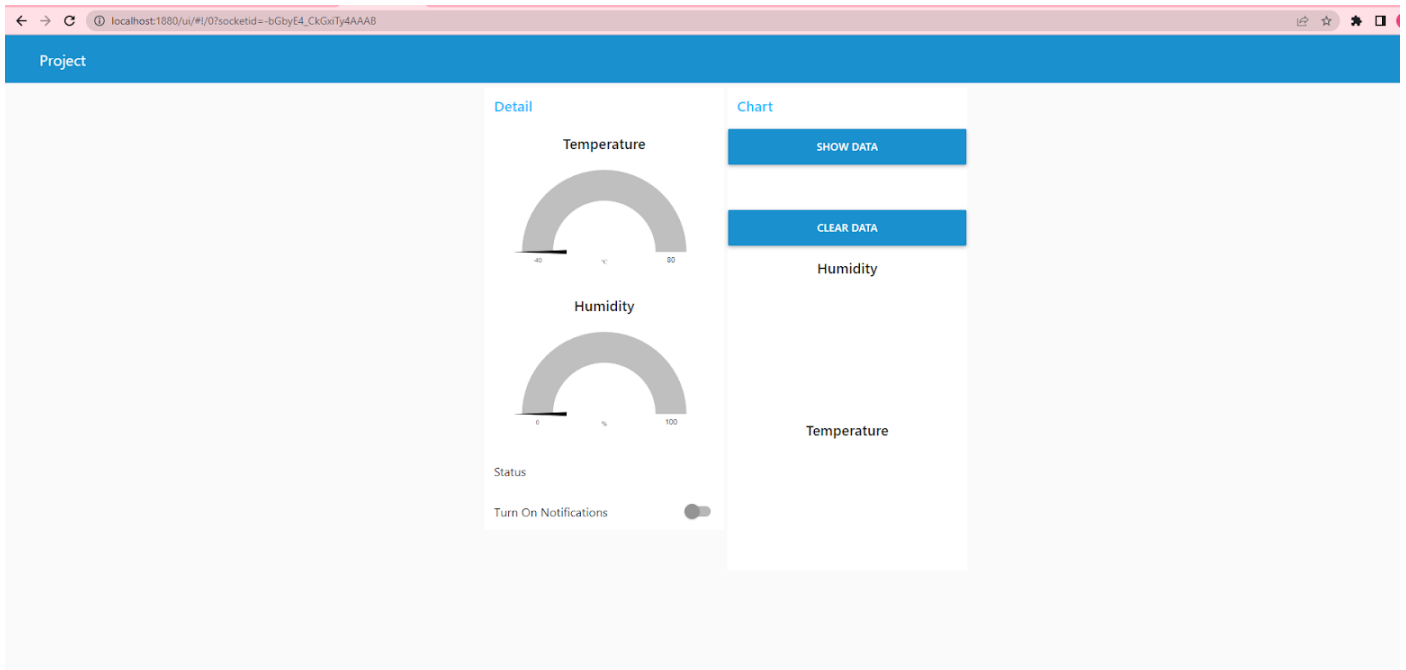 localhost:1880/ui/#!/0?socketid=-bGbyE4_CkGxiTy4AAAB
Project
Detail
Temperature
-40 °C 80
Humidity
0 % 100
Status
Turn On Notifications
Chart
SHOW DATA
CLEAR DATA
Humidity
Temperature